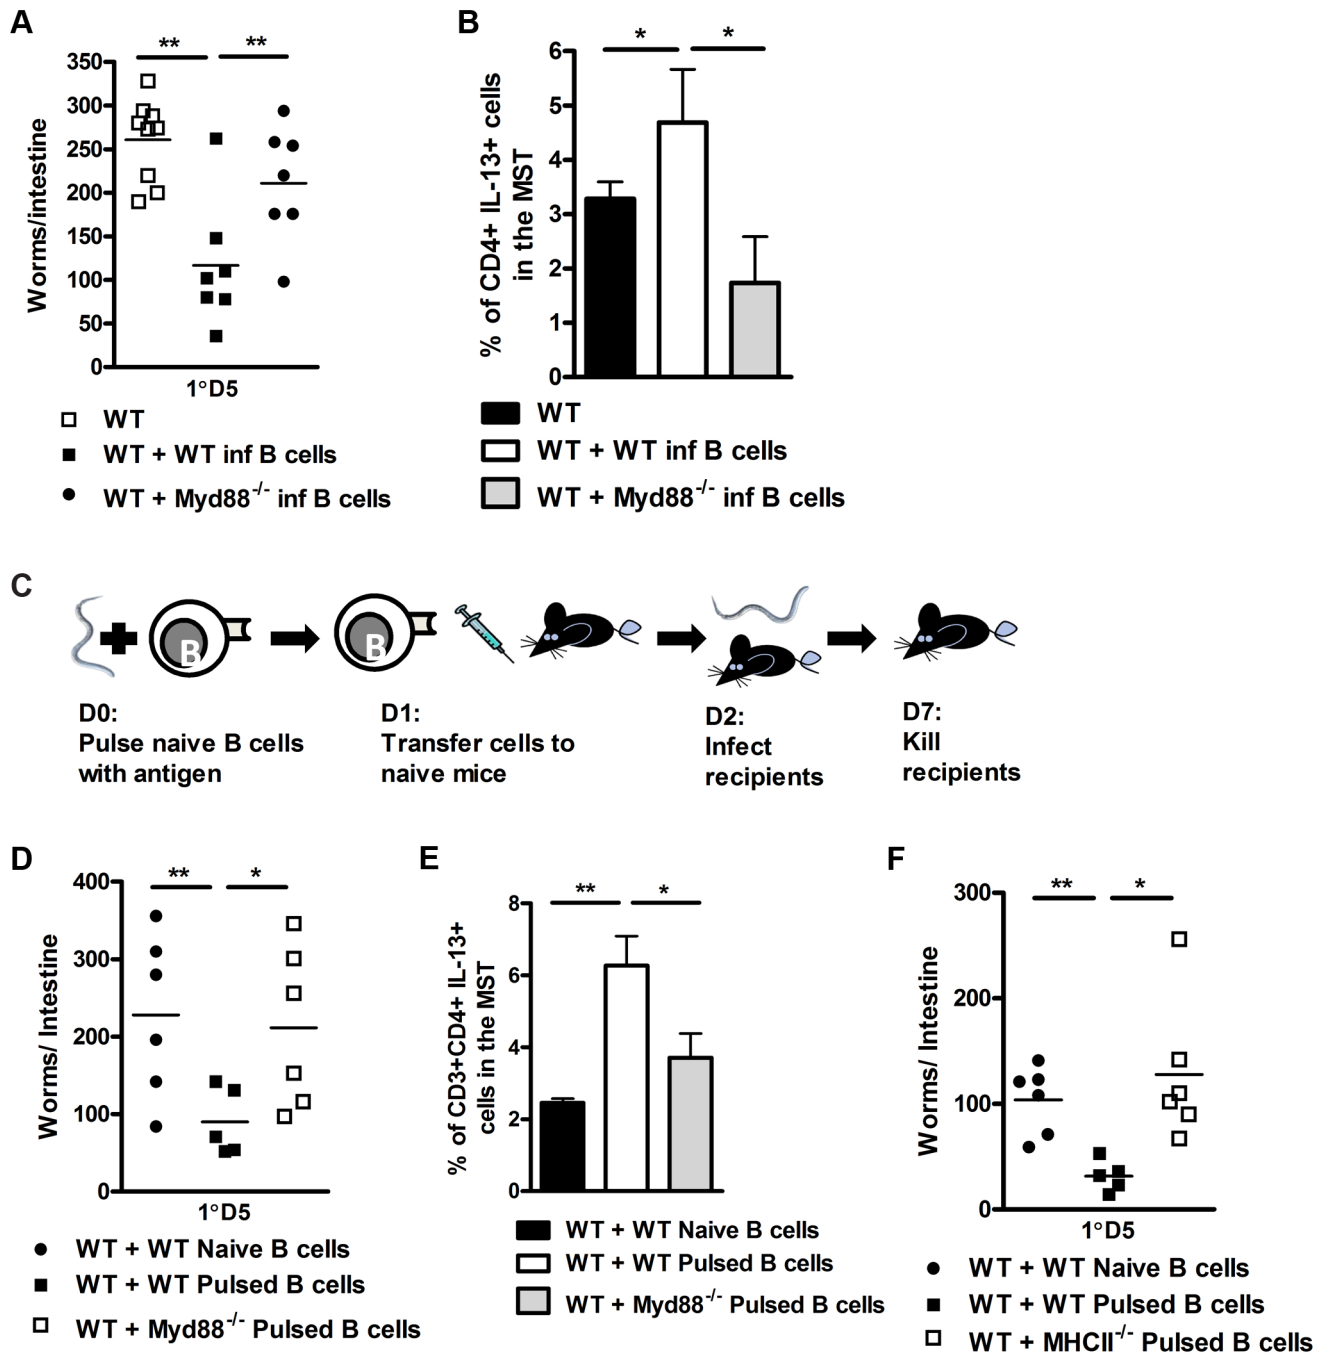 A
** **
350
300
250
200
150
100
50
0
Worms/intestine
1°D5
WT
WT + WT inf B cells
WT + Myd88-/- inf B cells
B
* *
6
5
4
3
2
1
0
% of CD4+ IL-13+ cells
in the MST
WT
WT + WT inf B cells
WT + Myd88-/- inf B cells
C
B
B
D0:
Pulse naive B cells
with antigen
D1:
Transfer cells to
naive mice
D2:
Infect
recipients
D7:
Kill
recipients
D
** *
400
300
200
100
0
Worms/ Intestine
1°D5
WT + WT Naive B cells
WT + WT Pulsed B cells
WT + Myd88-/- Pulsed B cells
E
** *
8
6
4
2
0
% of CD3+CD4+ IL-13+
cells in the MST
WT + WT Naive B cells
WT + WT Pulsed B cells
WT + Myd88-/- Pulsed B cells
F
** *
300
200
100
0
Worms/ Intestine
1°D5
WT + WT Naive B cells
WT + WT Pulsed B cells
WT + MHCII-/- Pulsed B cells